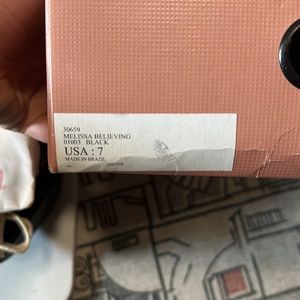 30659
MELISSA BELIEVING
01003 BLACK
USA : 7
MADE IN BRAZIL